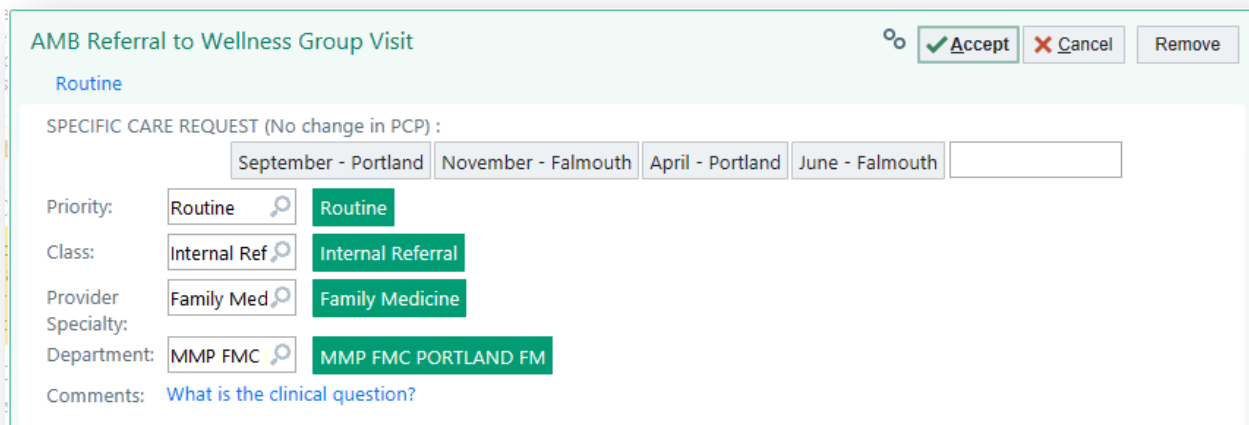 AMB Referral to Wellness Group Visit
Accept Cancel Remove
Routine
SPECIFIC CARE REQUEST (No change in PCP) :
September - Portland November - Falmouth April - Portland June - Falmouth
Priority: Routine Routine
Class: Internal Ref Internal Referral
Provider Specialty: Family Med Family Medicine
Department: MMP FMC MMP FMC PORTLAND FM
Comments: What is the clinical question?